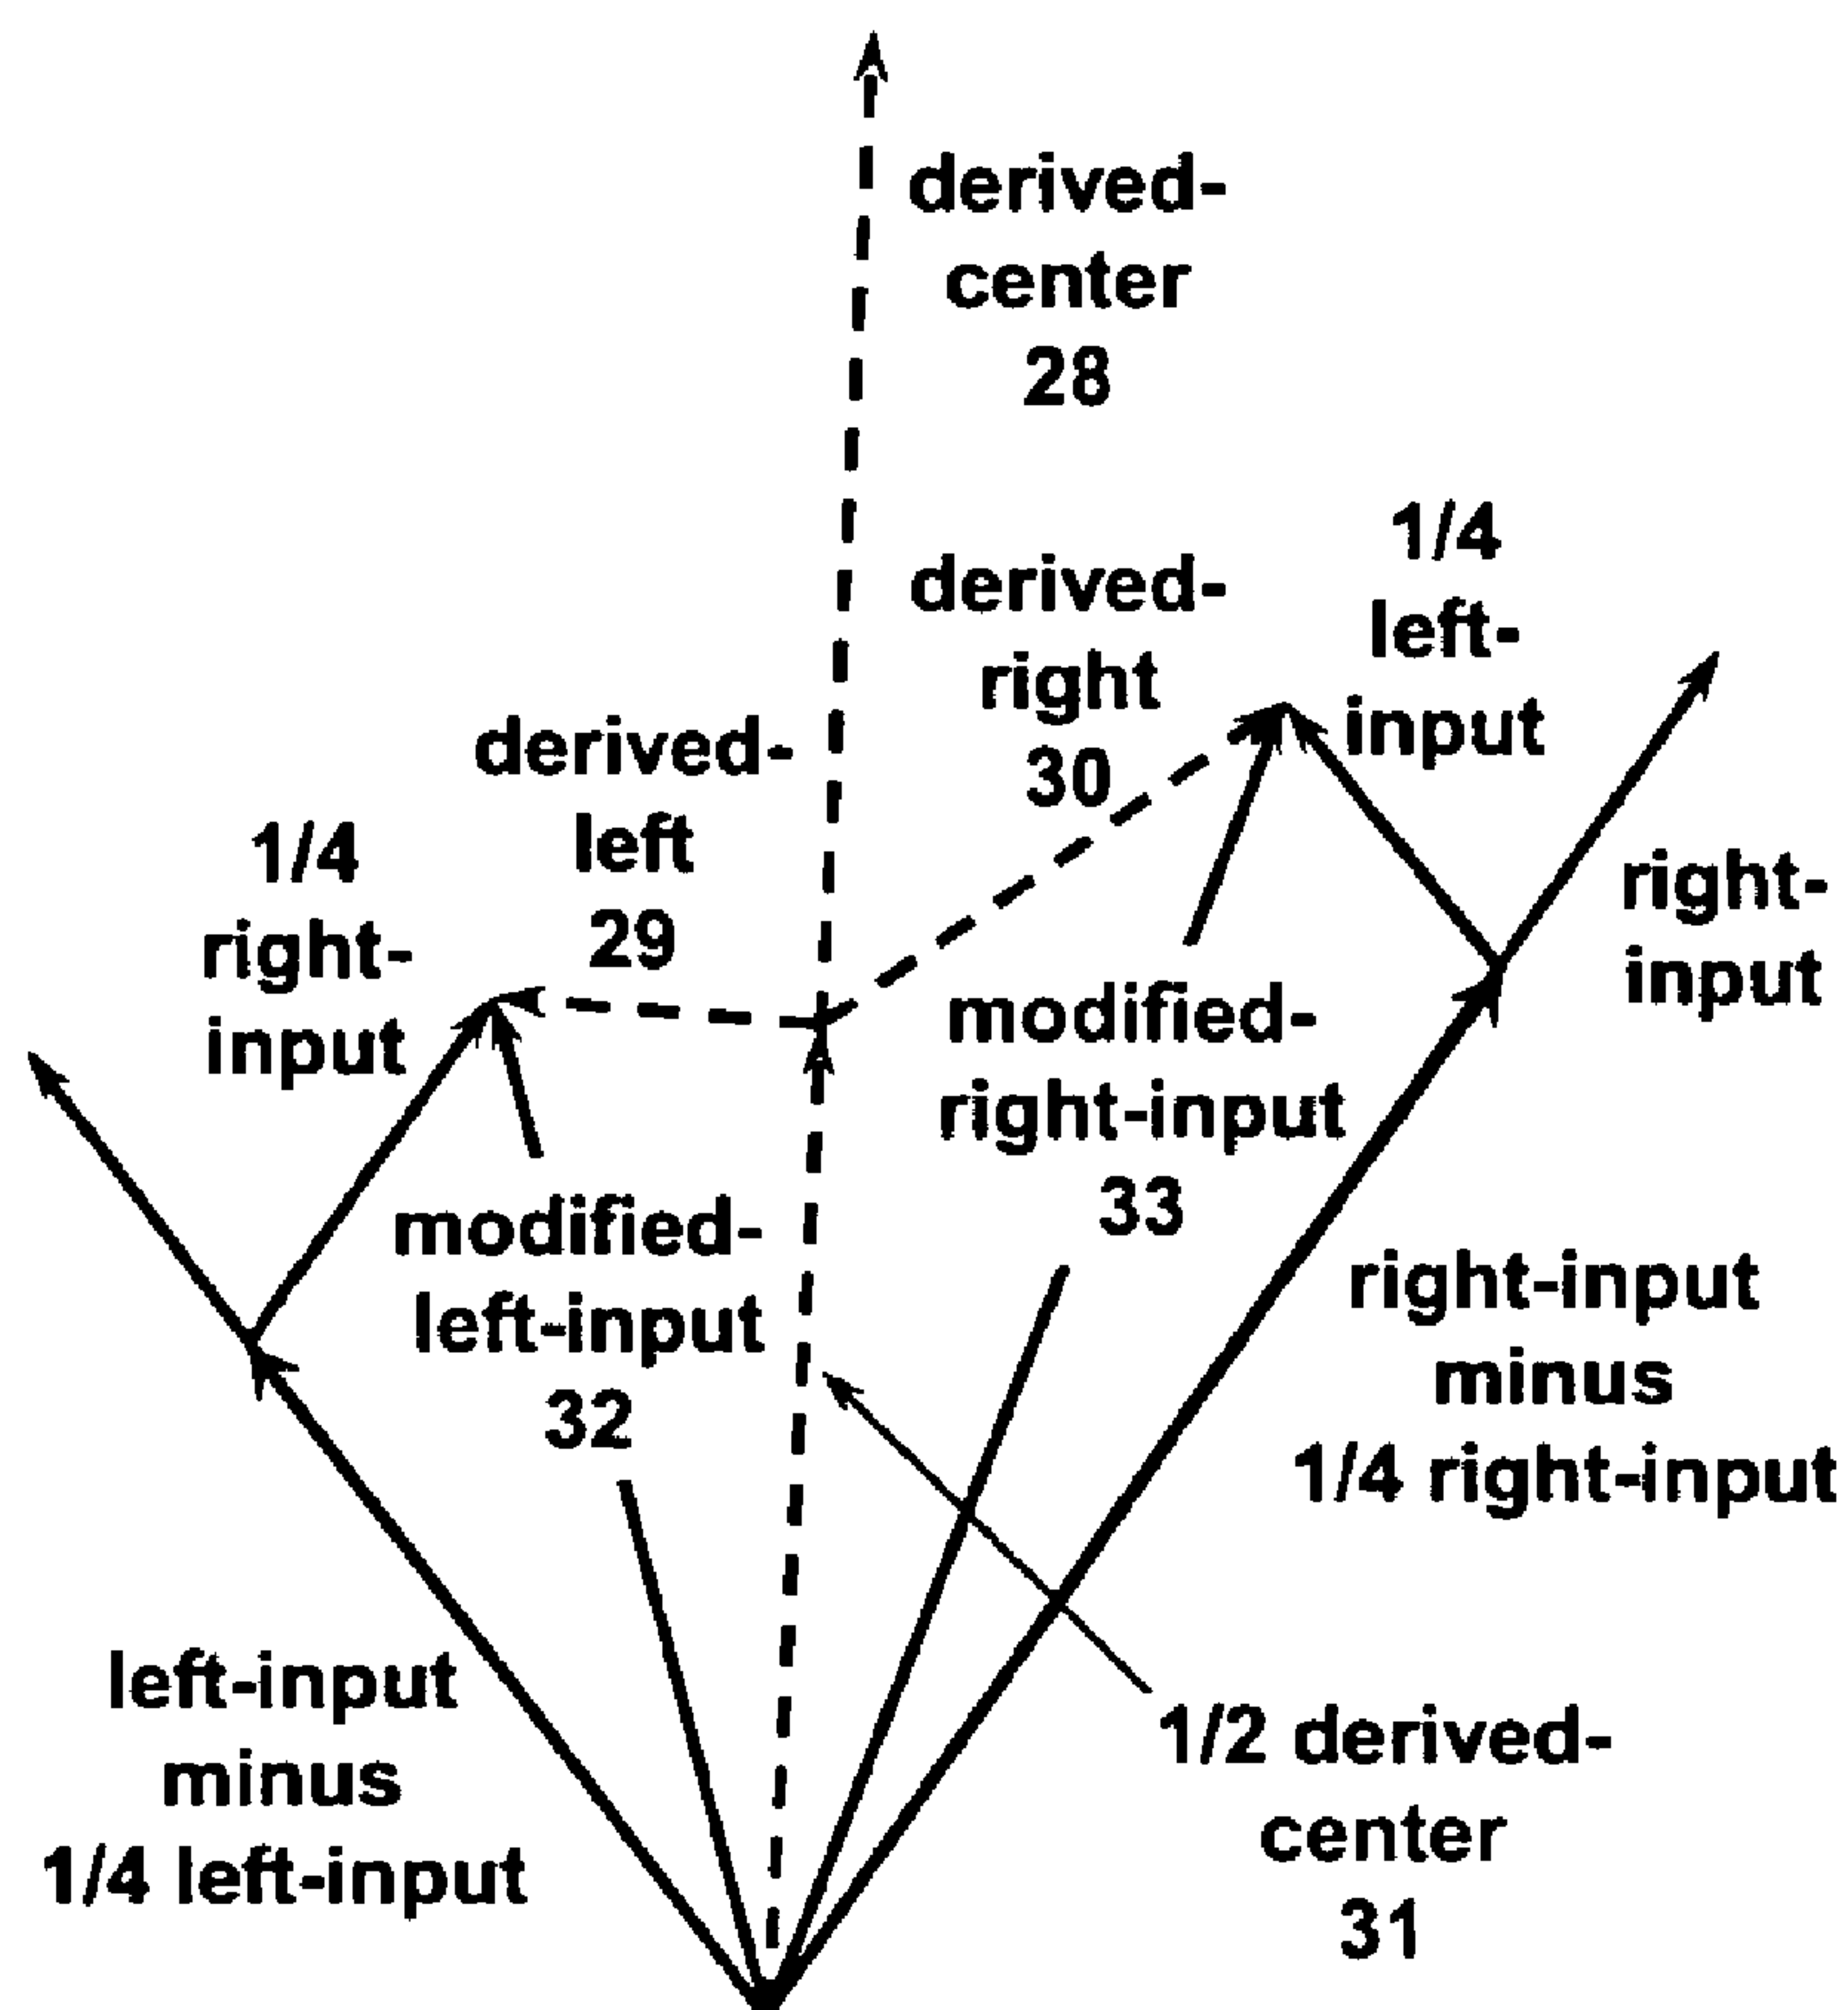 derived-
center
28
derived-
right
30
1/4
left-
input
derived-
left
29
1/4
right-
input
right-
input
modified-
right-input
33
modified-
left-input
32
right-input
minus
1/4 right-input
left-input
minus
1/4 left-input
1/2 derived-
center
31